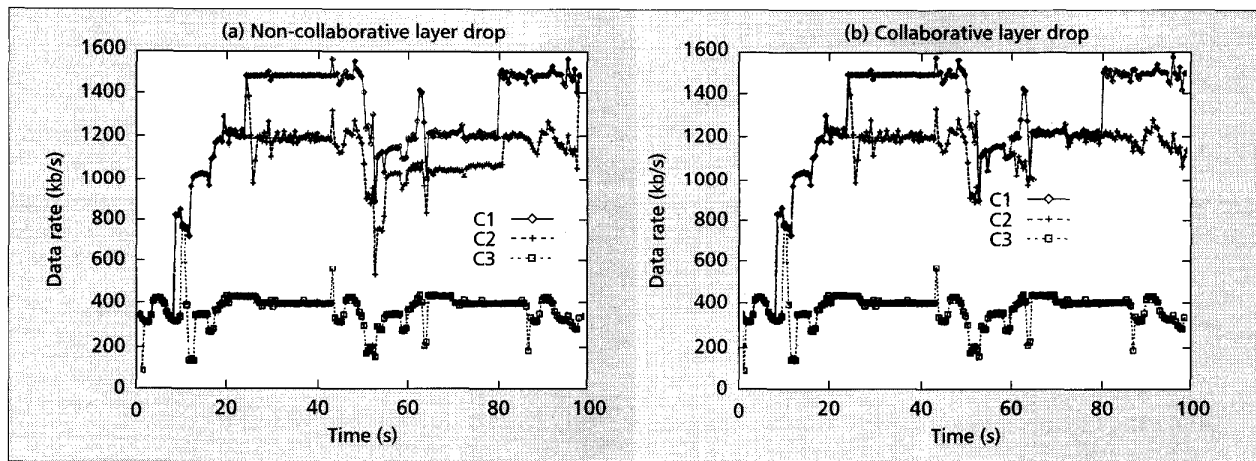 (a) Non-collaborative layer drop
1600
1400
1200
1000
800
600
400
200
0
Data rate (kb/s)
C1
C2
C3
0
20
40
60
80
100
Time (s)
(b) Collaborative layer drop
1600
1400
1200
1000
800
600
400
200
0
Data rate (kb/s)
C1
C2
C3
0
20
40
60
80
100
Time (s)